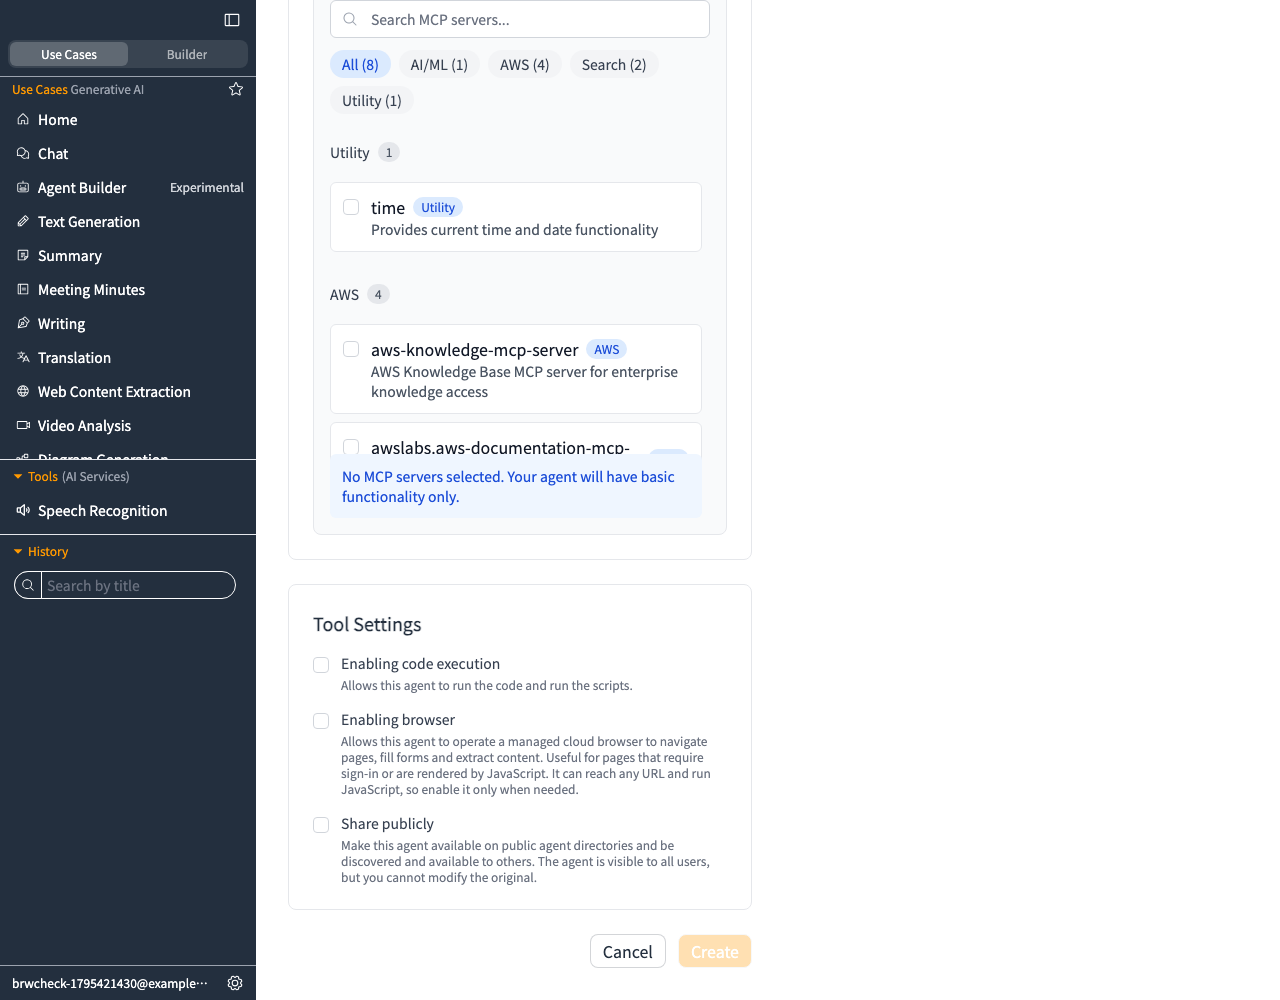 Use Cases
Builder
Use Cases Generative AI
Home
Chat
Agent Builder Experimental
Text Generation
Summary
Meeting Minutes
Writing
Translation
Web Content Extraction
Video Analysis
Diagram Generation
Tools (AI Services)
Speech Recognition
History
Search by title
brwcheck-1795421430@example···
Search MCP servers...
All (8) AI/ML (1) AWS (4) Search (2)
Utility (1)
Utility 1
time Utility
Provides current time and date functionality
AWS 4
aws-knowledge-mcp-server AWS
AWS Knowledge Base MCP server for enterprise
knowledge access
awslabs.aws-documentation-mcp-
No MCP servers selected. Your agent will have basic
functionality only.
Tool Settings
Enabling code execution
Allows this agent to run the code and run the scripts.
Enabling browser
Allows this agent to operate a managed cloud browser to navigate
pages, fill forms and extract content. Useful for pages that require
sign-in or are rendered by JavaScript. It can reach any URL and run
JavaScript, so enable it only when needed.
Share publicly
Make this agent available on public agent directories and be
discovered and available to others. The agent is visible to all users,
but you cannot modify the original.
Cancel Create